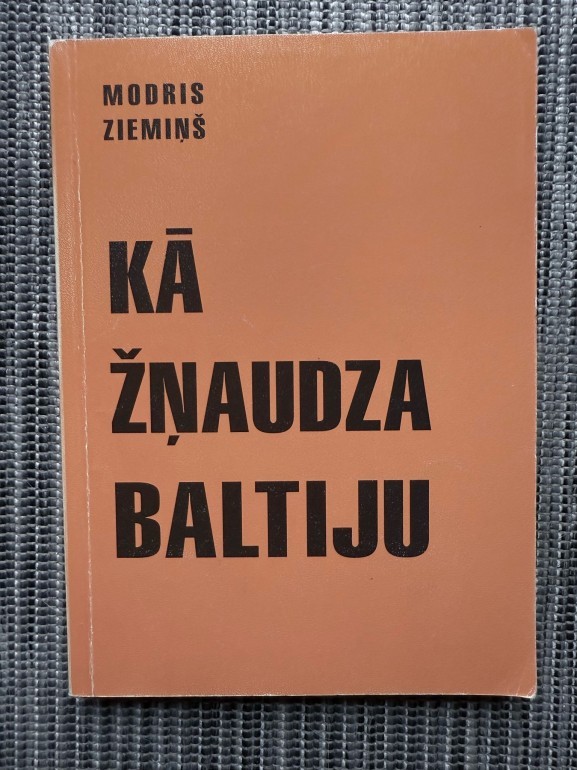 MODRIS
ZIEMIŅŠ
KĀ
ŽŅAUDZA
BALTIJU